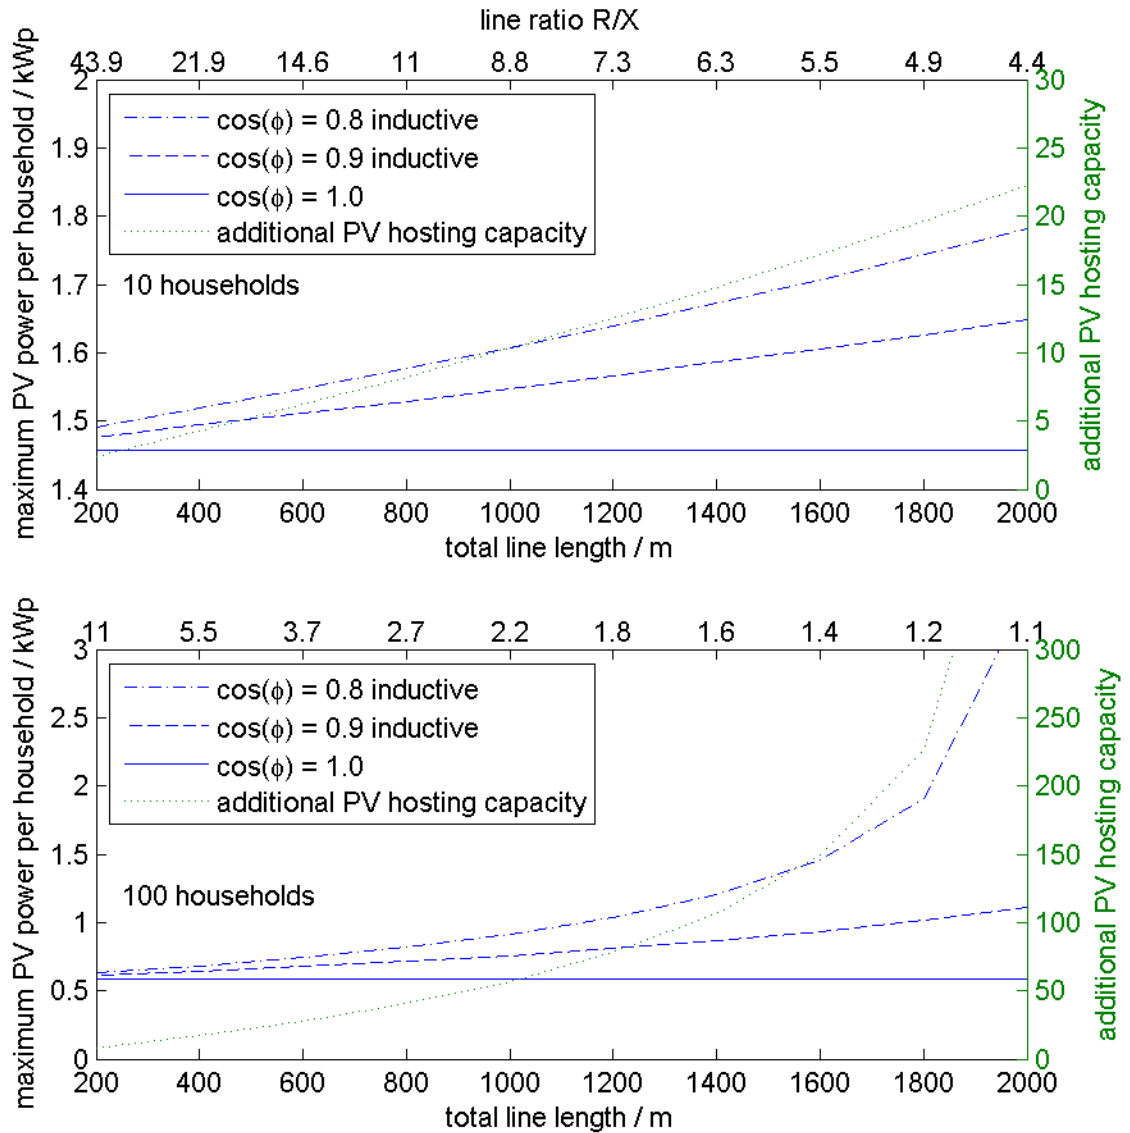 line ratio R/X
43.9 21.9 14.6 11 8.8 7.3 6.3 5.5 4.9 4.4
maximum PV power per household / kWp
2
1.9
1.8
1.7
1.6
1.5
1.4
cos(ϕ) = 0.8 inductive
cos(ϕ) = 0.9 inductive
cos(ϕ) = 1.0
additional PV hosting capacity
10 households
30
25
20
15
10
5
0
additional PV hosting capacity
200 400 600 800 1000 1200 1400 1600 1800 2000
total line length / m
11 5.5 3.7 2.7 2.2 1.8 1.6 1.4 1.2 1.1
maximum PV power per household / kWp
3
2.5
2
1.5
1
0.5
0
cos(ϕ) = 0.8 inductive
cos(ϕ) = 0.9 inductive
cos(ϕ) = 1.0
additional PV hosting capacity
100 households
300
250
200
150
100
50
0
additional PV hosting capacity
200 400 600 800 1000 1200 1400 1600 1800 2000
total line length / m